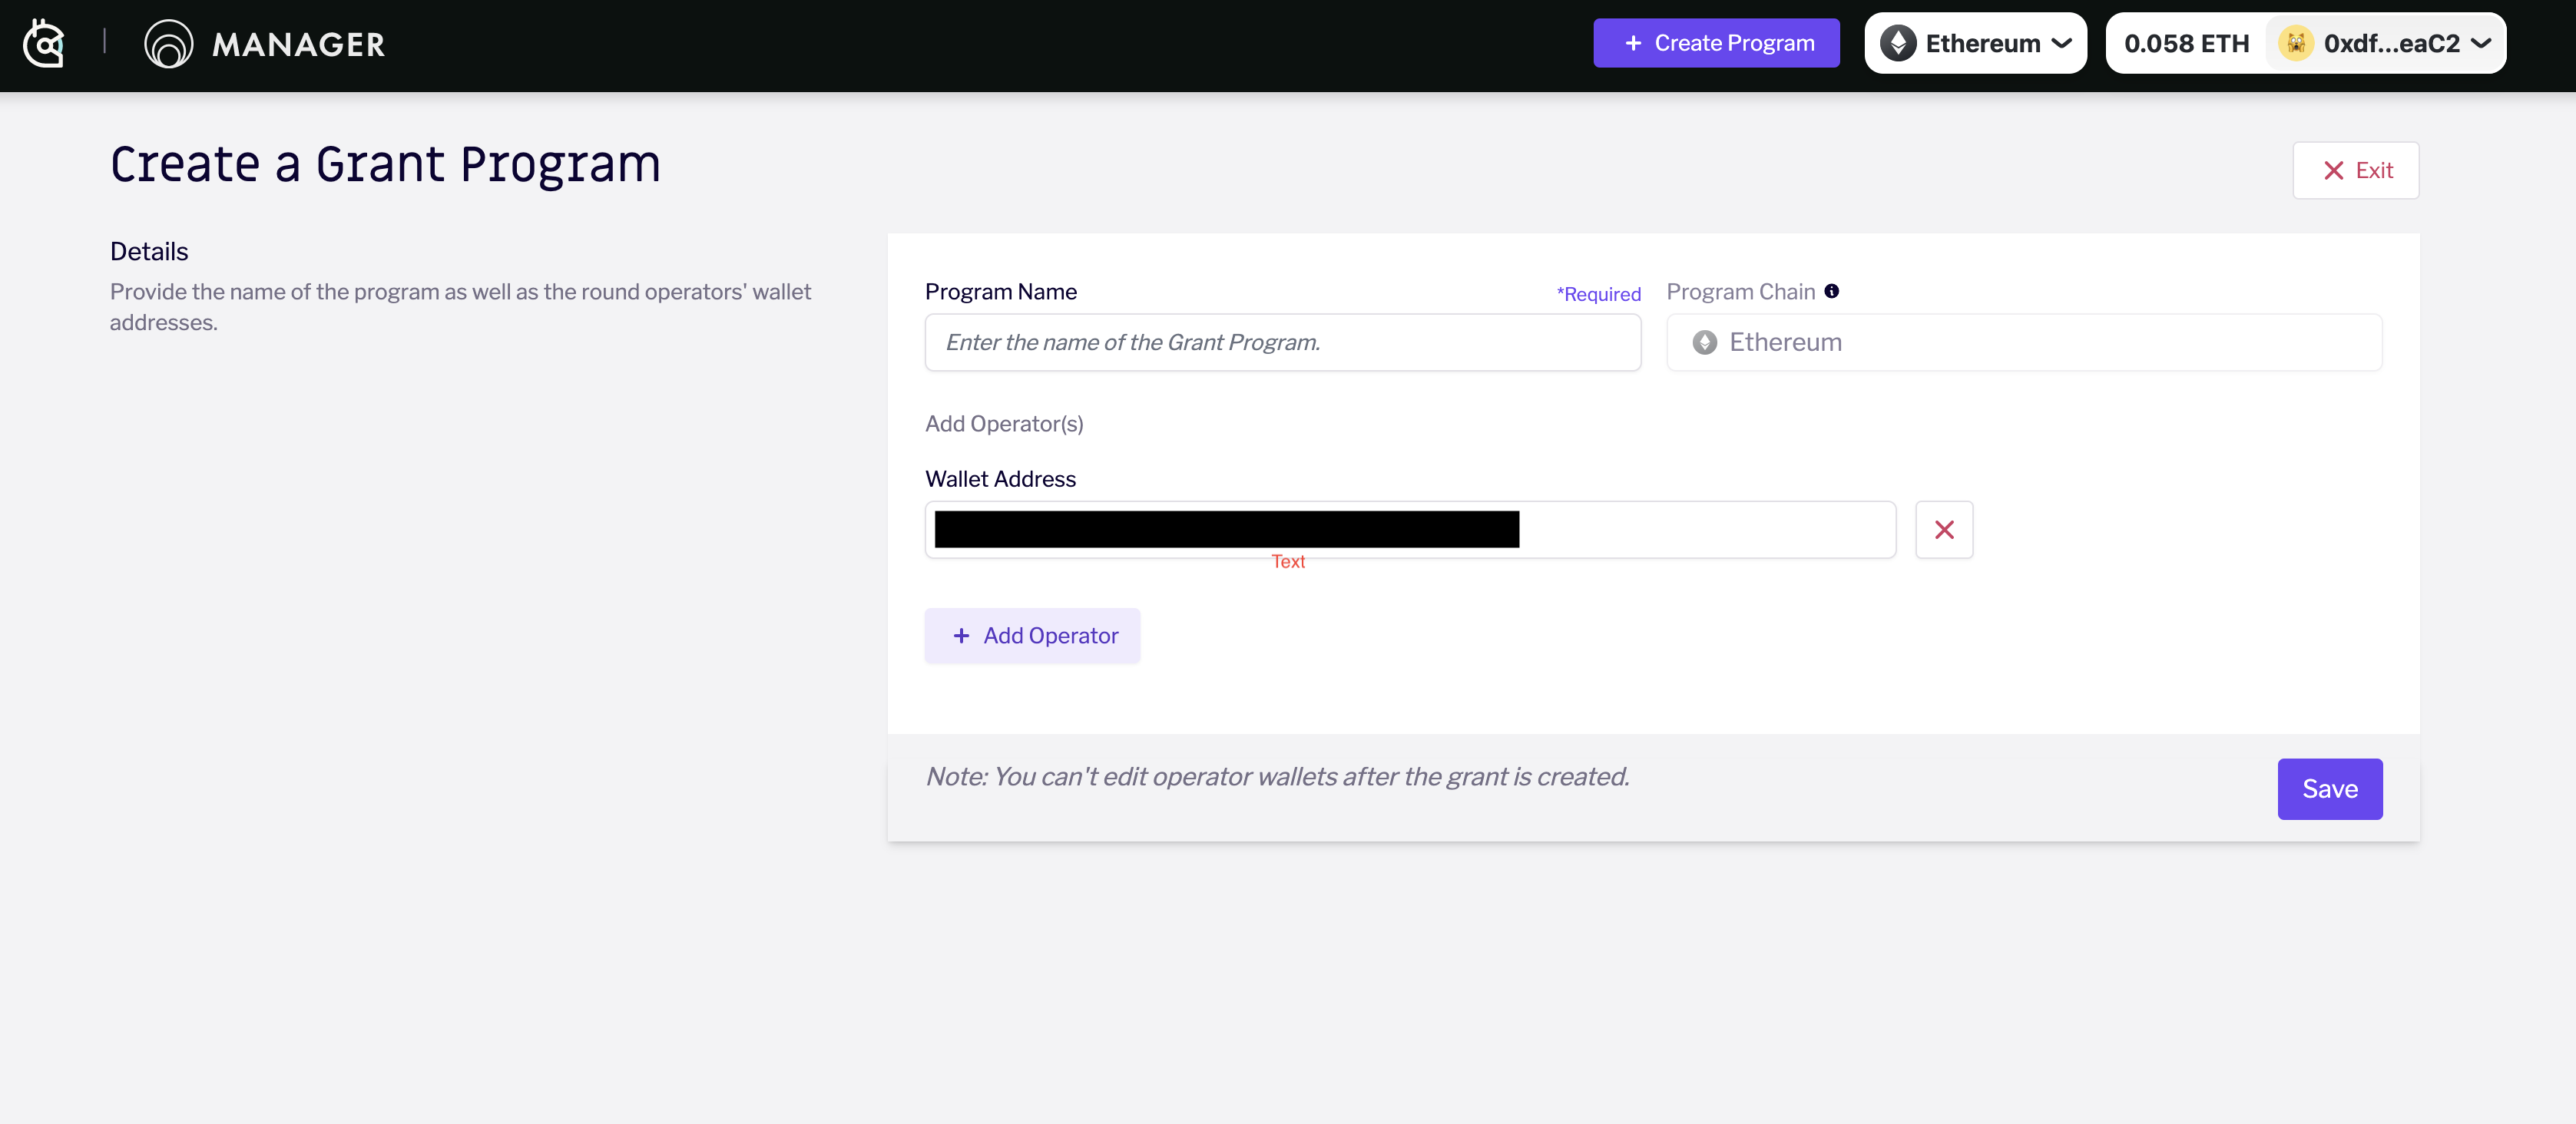 MANAGER
+ Create Program
Ethereum
0.058 ETH
0xdf...eaC2
Create a Grant Program
Exit
Details
Provide the name of the program as well as the round operators' wallet
addresses.
Program Name
*Required
Program Chain
Enter the name of the Grant Program.
Ethereum
Add Operator(s)
Wallet Address
Text
+ Add Operator
Note: You can't edit operator wallets after the grant is created.
Save